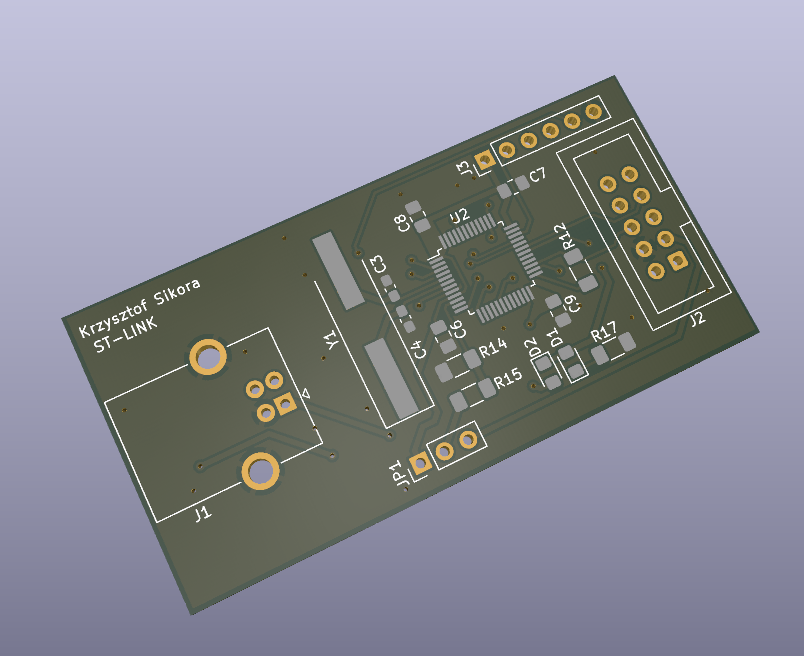 J3
C7
C8
U2
R12
C3
Krzysztof Sikora
ST-LINK
C9
J2
Y1
C6
R17
C4
R14
D2
D1
R15
JP1
J1